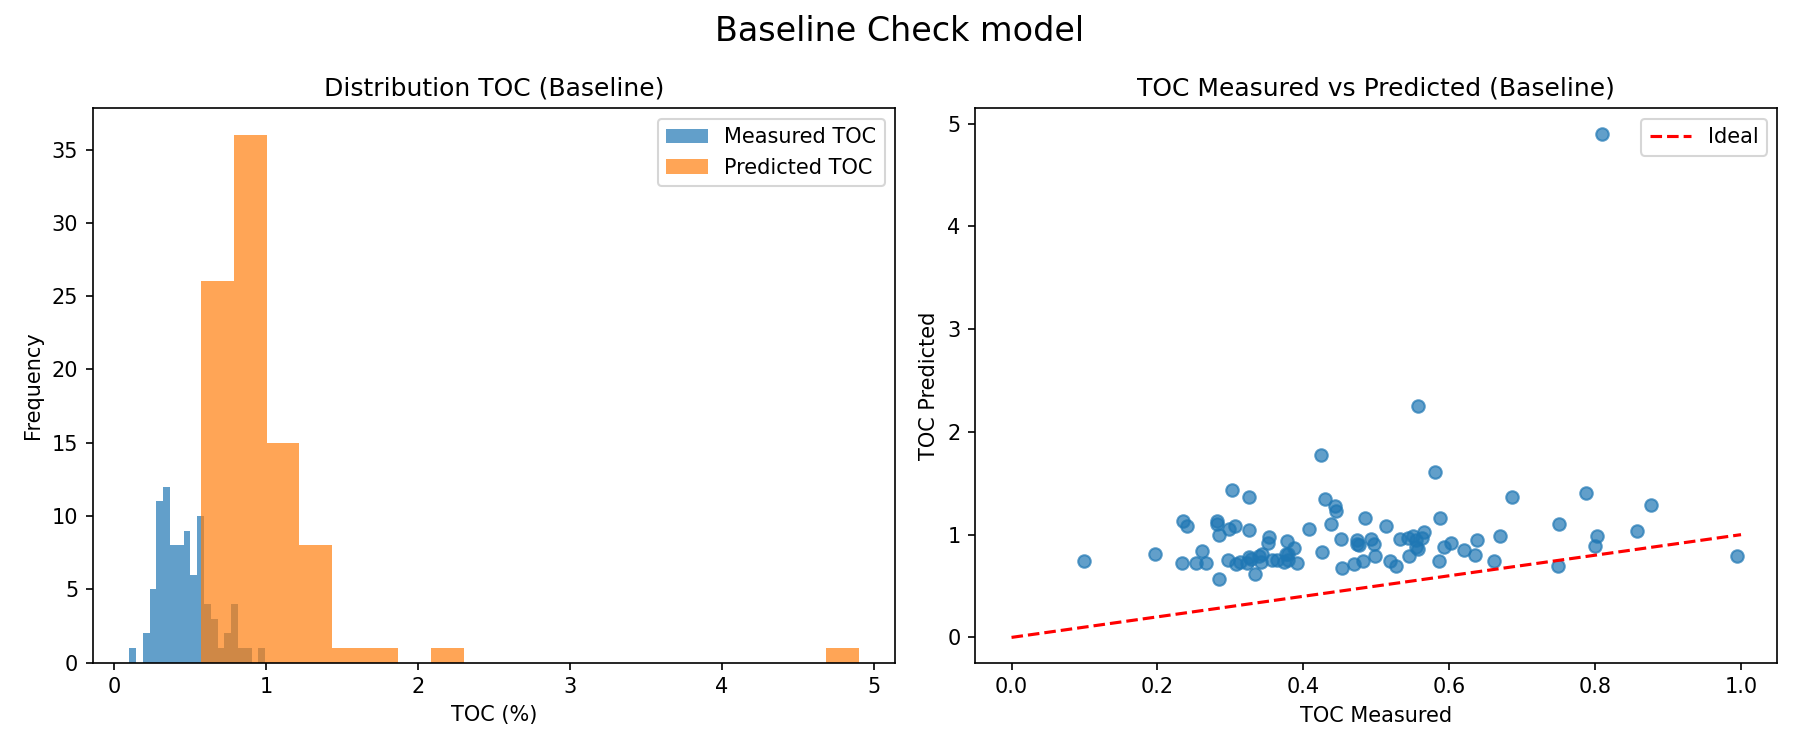 Baseline Check model
Distribution TOC (Baseline)
Measured TOC
Predicted TOC
Frequency
35
30
25
20
15
10
5
0
0 1 2 3 4 5
TOC (%)
TOC Measured vs Predicted (Baseline)
Ideal
TOC Predicted
5
4
3
2
1
0
0.0 0.2 0.4 0.6 0.8 1.0
TOC Measured